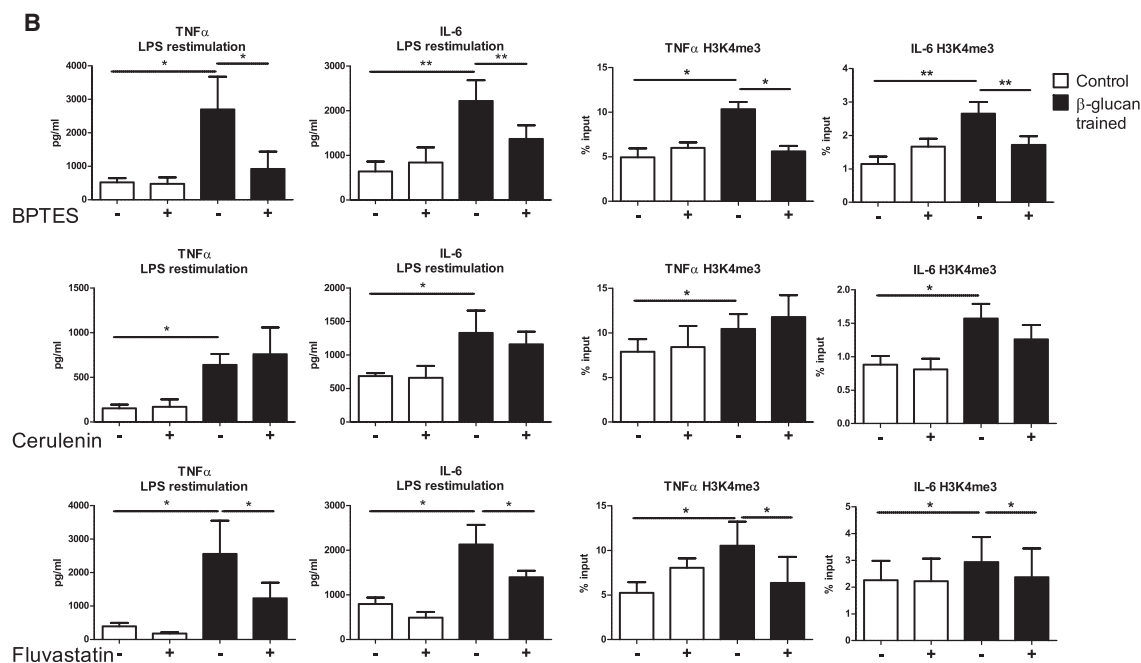 B
TNFα
LPS restimulation
IL-6
LPS restimulation
TNFα H3K4me3
IL-6 H3K4me3
Control
β-glucan
trained
pg/ml
4000
3000
2000
1000
0
* *
pg/ml
3000
2000
1000
0
** **
% input
15
10
5
0
* *
% input
4
3
2
1
0
** **
BPTES
- + - +
- + - +
- + - +
- + - +
TNFα
LPS restimulation
IL-6
LPS restimulation
TNFα H3K4me3
IL-6 H3K4me3
pg/ml
1500
1000
500
0
*
pg/ml
2000
1500
1000
500
0
*
% input
15
10
5
0
*
% input
2.0
1.5
1.0
0.5
0.0
*
Cerulenin
- + - +
- + - +
- + - +
- + - +
TNFα
LPS restimulation
IL-6
LPS restimulation
TNFα H3K4me3
IL-6 H3K4me3
pg/ml
4000
3000
2000
1000
0
* *
pg/ml
3000
2000
1000
0
* *
% input
15
10
5
0
* *
% input
5
4
3
2
1
0
* *
Fluvastatin
- + - +
- + - +
- + - +
- + - +